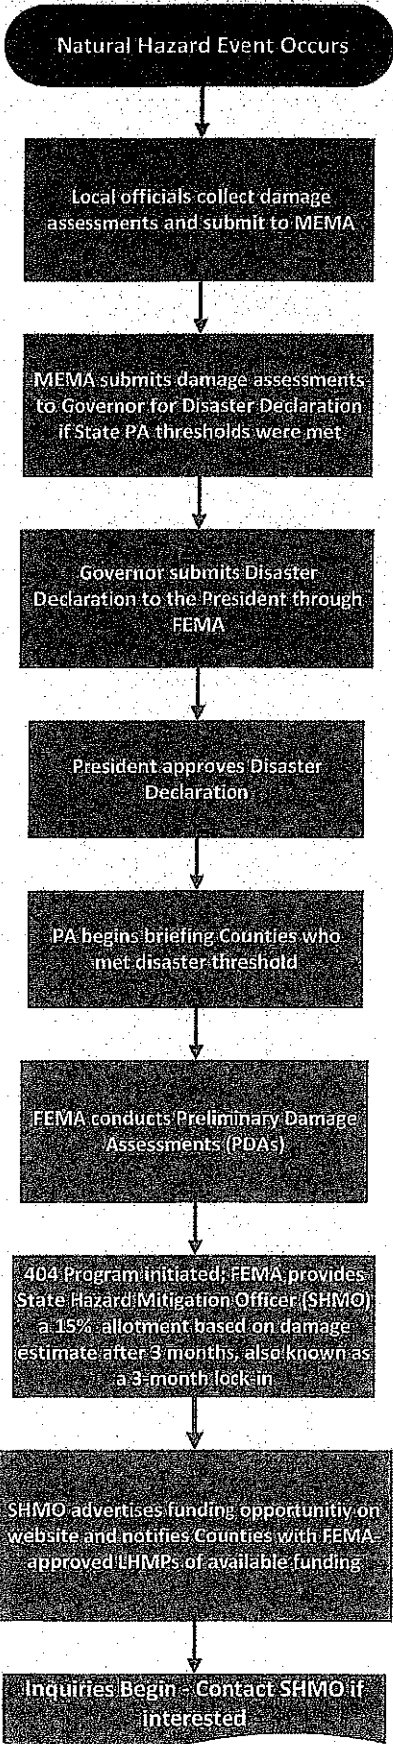 Natural Hazard Event Occurs
Local officials collect damage
assessments and submit to MEMA
MEMA submits damage assessments
to Governor for Disaster Declaration
if State PA thresholds were met
Governor submits Disaster
Declaration to the President through
FEMA
President approves Disaster
Declaration
PA begins briefing Counties who
met disaster threshold
FEMA conducts Preliminary Damage
Assessments (PDAs)
404 Program initiated; FEMA provides
State Hazard Mitigation Officer (SHMO)
a 15% allotment based on damage
estimate after 3 months, also known as
a 3-month lock-in
SHMO advertises funding opportunitiy on
website and notifies Counties with FEMA-
approved LHMPs of available funding
Inquiries Begin - Contact SHMO if
interested